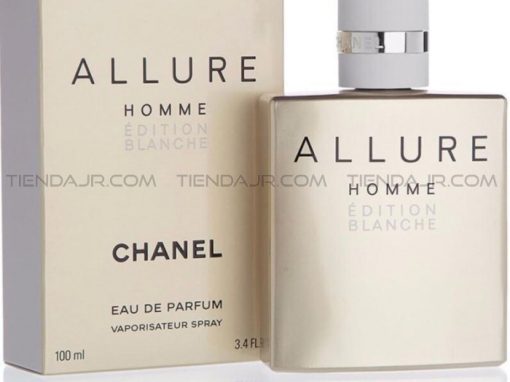 ALLURE
HOMME
ÉDITION
BLANCHE
CHANEL
EAU DE PARFUM
VAPORISATEUR SPRAY
100 ml
3.4 FL
CHANEL
ALLURE
HOMME
ÉDITION
BLANCHE
TIENDAJR.COM TIENDAJR.COM TIENDAJR.COM